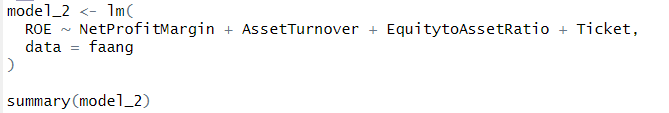 model_2 <- lm(
  ROE ~ NetProfitMargin + AssetTurnover + EquitytoAssetRatio + Ticket,
  data = faang
)
summary(model_2)